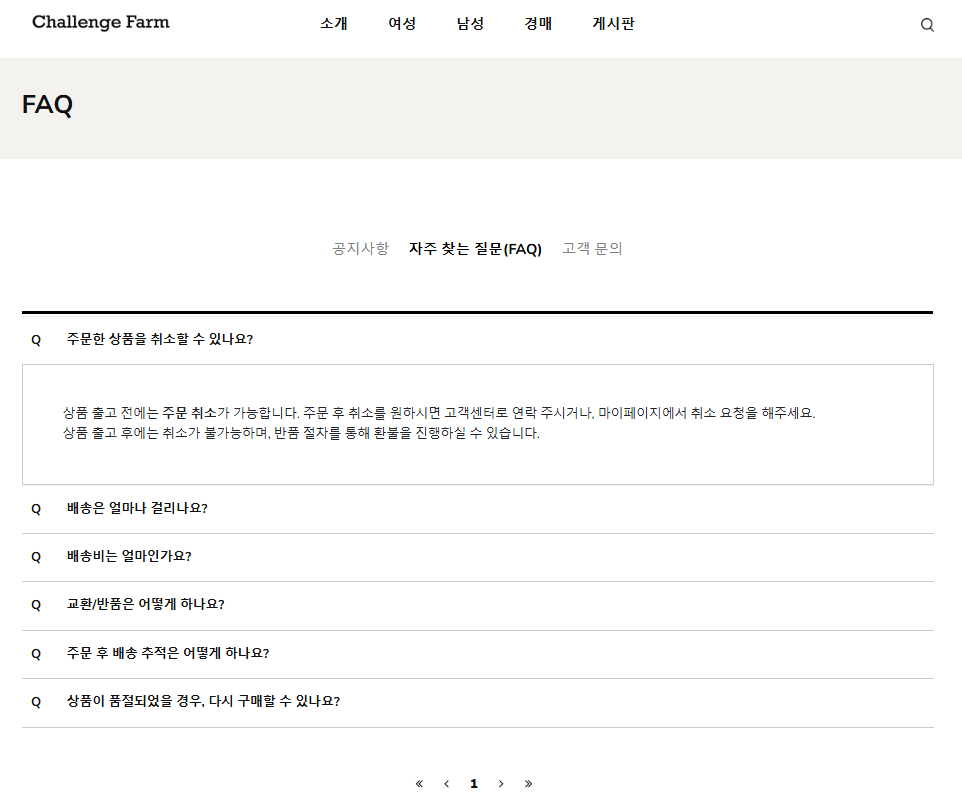 Challenge Farm 소개 여성 남성 경매 게시판
FAQ
공지사항 자주 찾는 질문(FAQ) 고객 문의
Q 주문한 상품을 취소할 수 있나요?
상품 출고 전에는 주문 취소가 가능합니다. 주문 후 취소를 원하시면 고객센터로 연락 주시거나, 마이페이지에서 취소 요청을 해주세요.
상품 출고 후에는 취소가 불가능하며, 반품 절차를 통해 환불을 진행하실 수 있습니다.
Q 배송은 얼마나 걸리나요?
Q 배송비는 얼마인가요?
Q 교환/반품은 어떻게 하나요?
Q 주문 후 배송 추적은 어떻게 하나요?
Q 상품이 품절되었을 경우, 다시 구매할 수 있나요?
« ‹ 1 › »